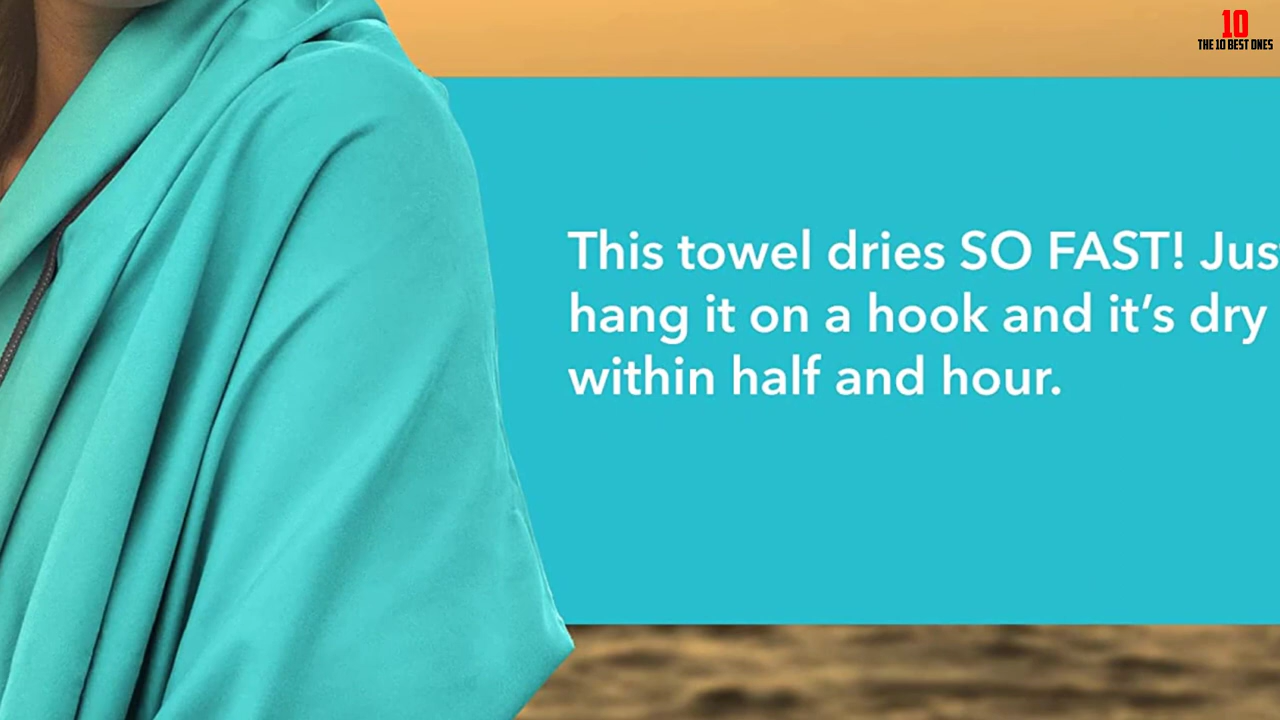 10
THE 10 BEST ONES
This towel dries SO FAST! Jus
hang it on a hook and it’s dry
within half and hour.